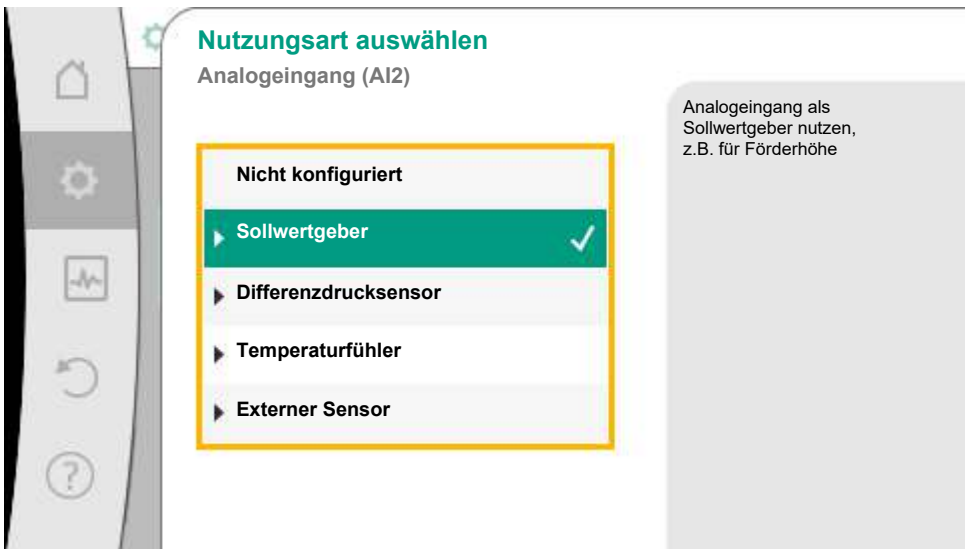 Nutzungsart auswählen
Analogeingang (AI2)
Nicht konfiguriert
Sollwertgeber
Differenzdrucksensor
Temperaturfühler
Externer Sensor
Analogeingang als
Sollwertgeber nutzen,
z.B. für Förderhöhe
?